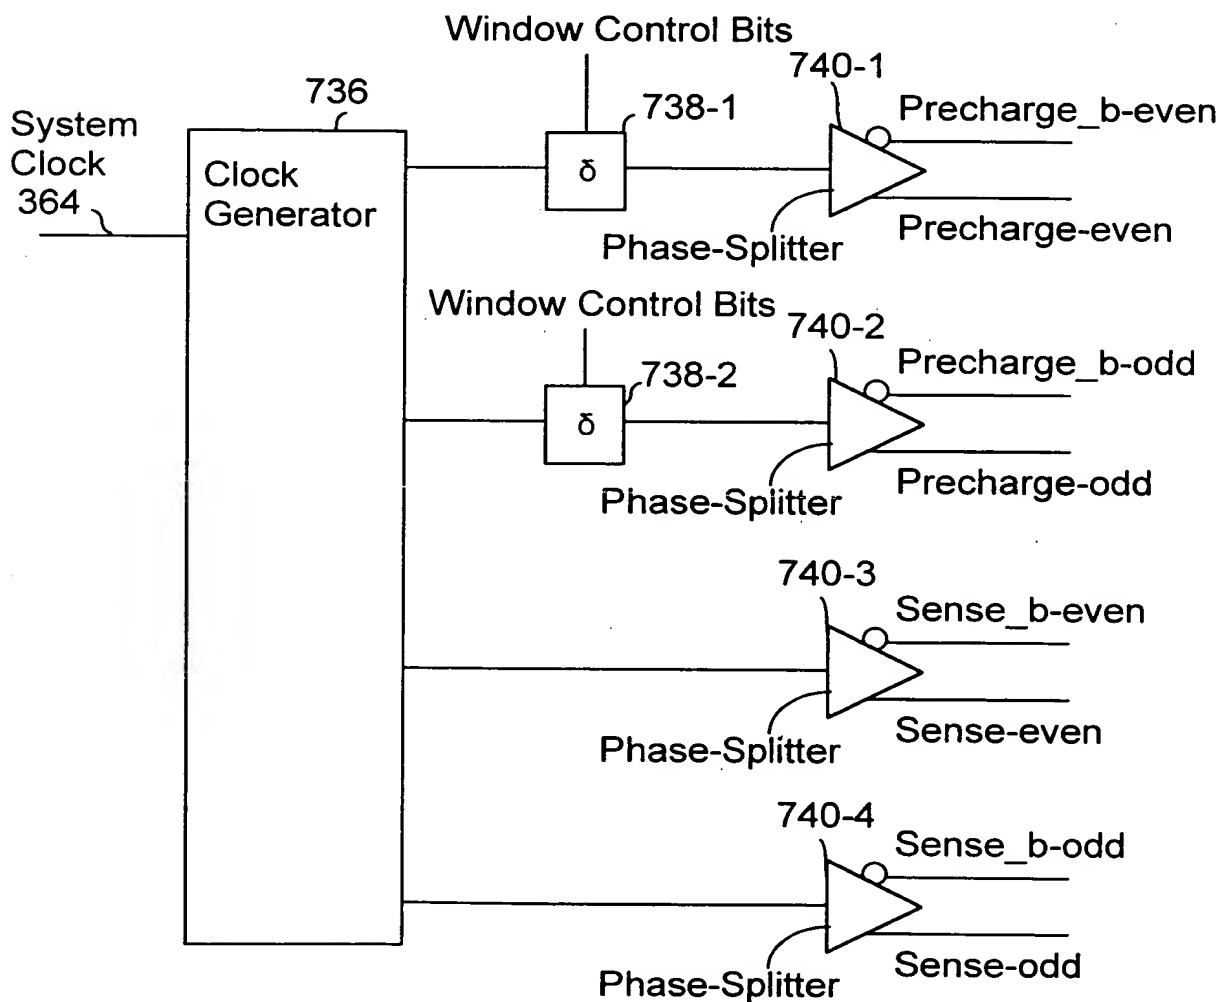 Window Control Bits
740-1
736
738-1
Precharge_b-even
System
Clock
364
Clock
Generator
δ
Phase-Splitter
Precharge-even
Window Control Bits
740-2
738-2
Precharge_b-odd
δ
Phase-Splitter
Precharge-odd
740-3
Sense_b-even
Phase-Splitter
Sense-even
740-4
Sense_b-odd
Phase-Splitter
Sense-odd